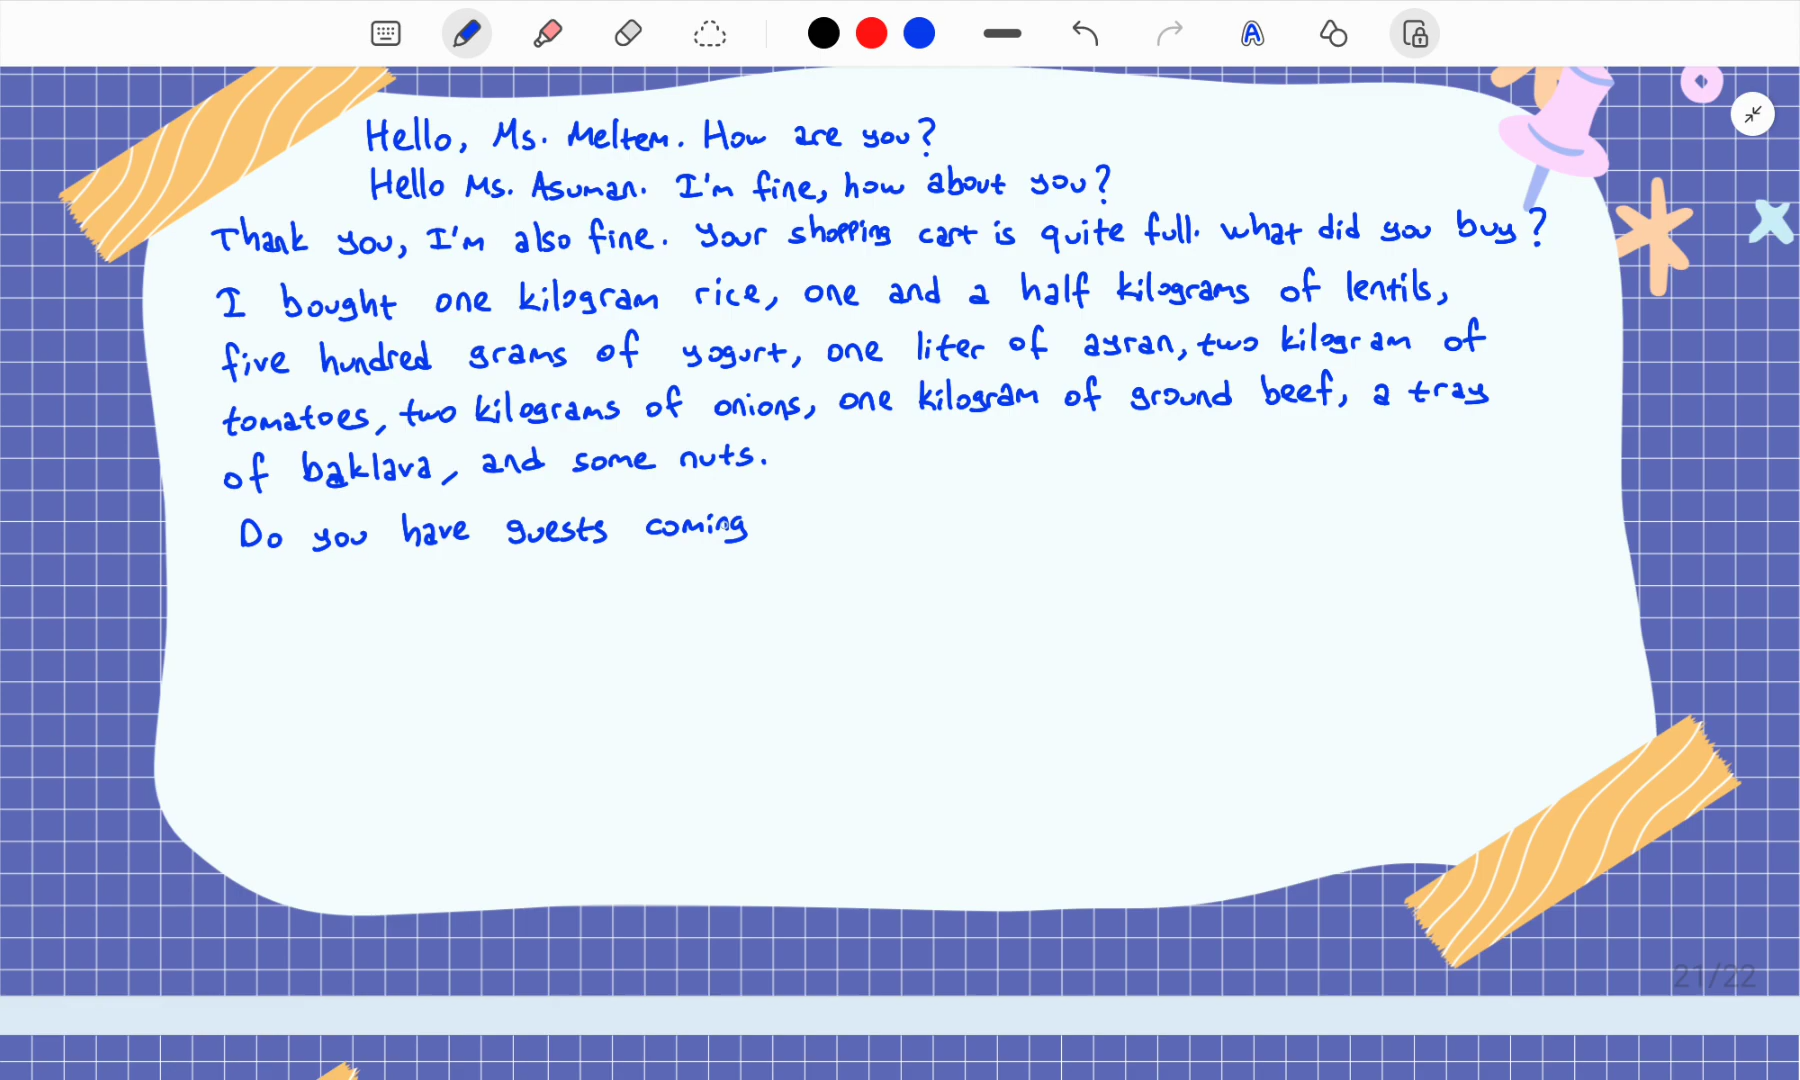 Hello, Ms. Meltem. How are you?
Hello Ms. Asuman. I'm fine, how about you?
Thank you, I'm also fine. Your shopping cart is quite full. What did you buy?
I bought one kilogram rice, one and a half kilograms of lentils,
five hundred grams of yogurt, one liter of ayran, two kilogram of
tomatoes, two kilograms of onions, one kilogram of ground beef, a tray
of baklava, and some nuts.
Do you have guests coming
21/22